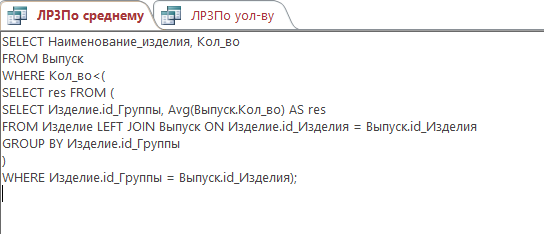 ЛР3По среднему ЛР3По уол-ву
SELECT Наименование_изделия, Кол_во
FROM Выпуск
WHERE Кол_во<(
SELECT res FROM (
SELECT Изделие.id_Группы, Avg(Выпуск.Кол_во) AS res
FROM Изделие LEFT JOIN Выпуск ON Изделие.id_Изделия = Выпуск.id_Изделия
GROUP BY Изделие.id_Группы
)
WHERE Изделие.id_Группы = Выпуск.id_Изделия);